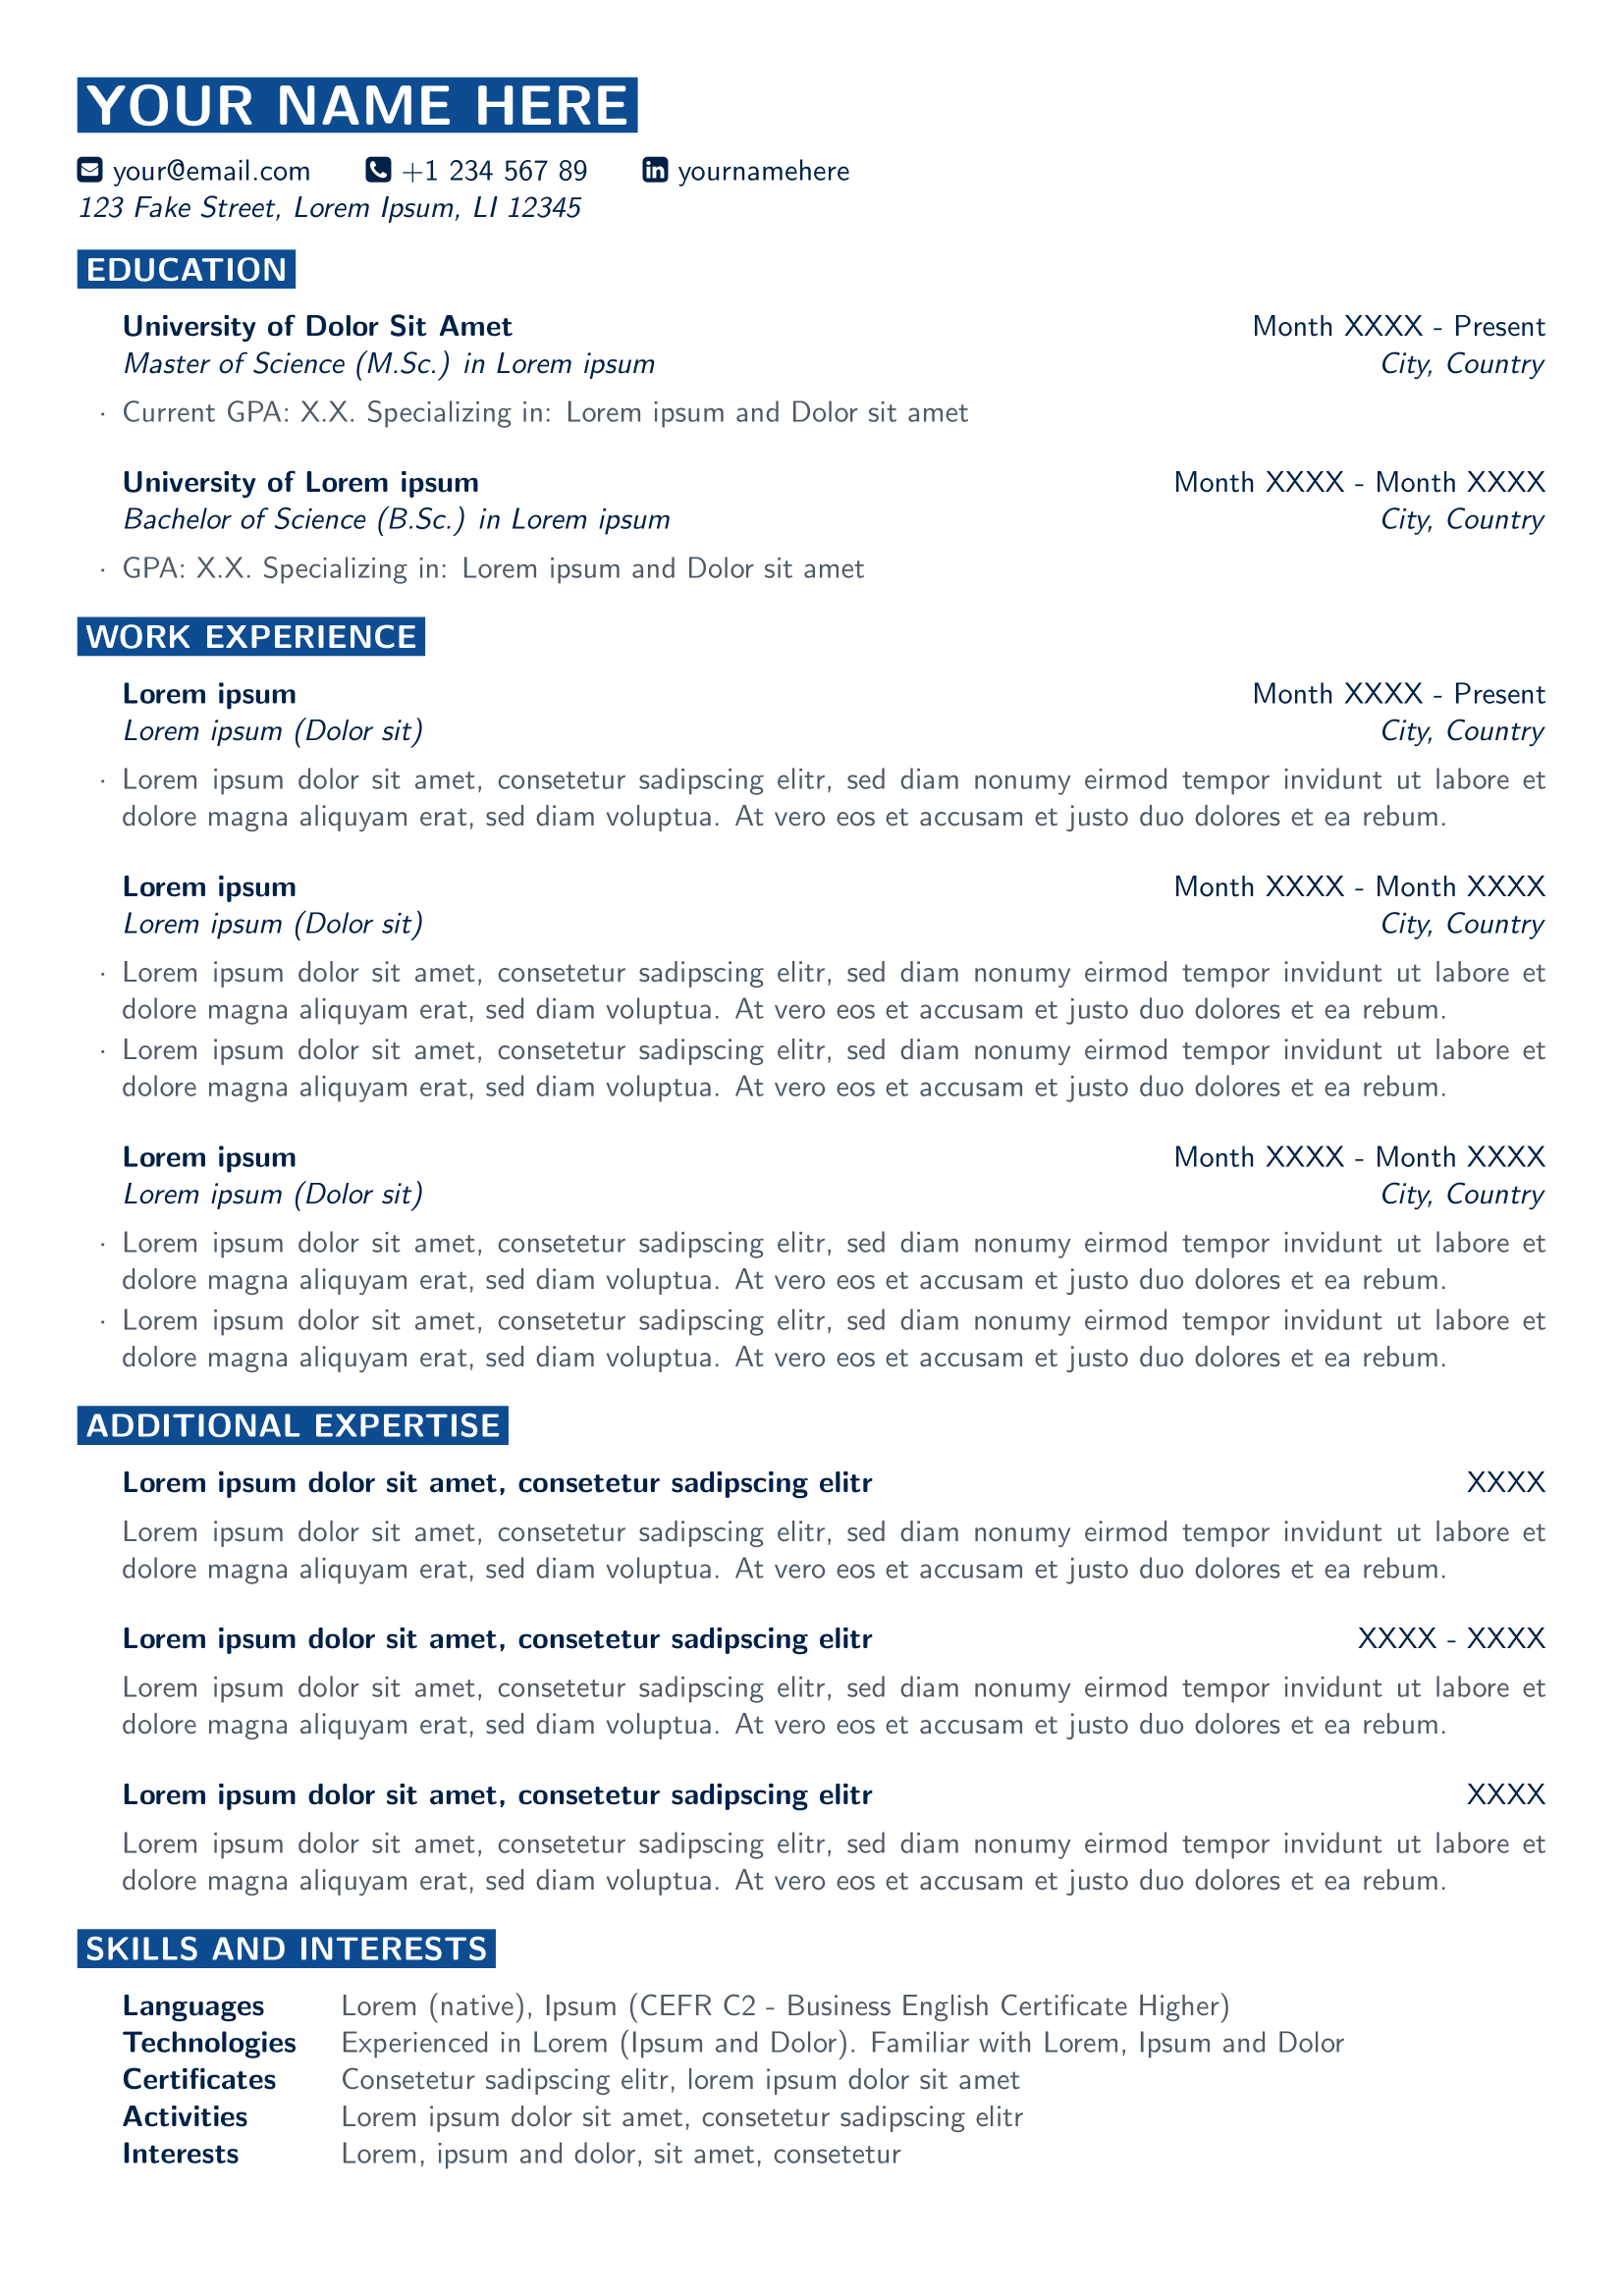 YOUR NAME HERE
your@email.com +1 234 567 89 yournamehere
123 Fake Street, Lorem Ipsum, LI 12345
EDUCATION
University of Dolor Sit Amet Month XXXX - Present
Master of Science (M.Sc.) in Lorem ipsum City, Country
· Current GPA: X.X. Specializing in: Lorem ipsum and Dolor sit amet
University of Lorem ipsum Month XXXX - Month XXXX
Bachelor of Science (B.Sc.) in Lorem ipsum City, Country
· GPA: X.X. Specializing in: Lorem ipsum and Dolor sit amet
WORK EXPERIENCE
Lorem ipsum Month XXXX - Present
Lorem ipsum (Dolor sit) City, Country
· Lorem ipsum dolor sit amet, consetetur sadipscing elitr, sed diam nonumy eirmod tempor invidunt ut labore et
dolore magna aliquyam erat, sed diam voluptua. At vero eos et accusam et justo duo dolores et ea rebum.
Lorem ipsum Month XXXX - Month XXXX
Lorem ipsum (Dolor sit) City, Country
· Lorem ipsum dolor sit amet, consetetur sadipscing elitr, sed diam nonumy eirmod tempor invidunt ut labore et
dolore magna aliquyam erat, sed diam voluptua. At vero eos et accusam et justo duo dolores et ea rebum.
· Lorem ipsum dolor sit amet, consetetur sadipscing elitr, sed diam nonumy eirmod tempor invidunt ut labore et
dolore magna aliquyam erat, sed diam voluptua. At vero eos et accusam et justo duo dolores et ea rebum.
Lorem ipsum Month XXXX - Month XXXX
Lorem ipsum (Dolor sit) City, Country
· Lorem ipsum dolor sit amet, consetetur sadipscing elitr, sed diam nonumy eirmod tempor invidunt ut labore et
dolore magna aliquyam erat, sed diam voluptua. At vero eos et accusam et justo duo dolores et ea rebum.
· Lorem ipsum dolor sit amet, consetetur sadipscing elitr, sed diam nonumy eirmod tempor invidunt ut labore et
dolore magna aliquyam erat, sed diam voluptua. At vero eos et accusam et justo duo dolores et ea rebum.
ADDITIONAL EXPERTISE
Lorem ipsum dolor sit amet, consetetur sadipscing elitr XXXX
Lorem ipsum dolor sit amet, consetetur sadipscing elitr, sed diam nonumy eirmod tempor invidunt ut labore et
dolore magna aliquyam erat, sed diam voluptua. At vero eos et accusam et justo duo dolores et ea rebum.
Lorem ipsum dolor sit amet, consetetur sadipscing elitr XXXX - XXXX
Lorem ipsum dolor sit amet, consetetur sadipscing elitr, sed diam nonumy eirmod tempor invidunt ut labore et
dolore magna aliquyam erat, sed diam voluptua. At vero eos et accusam et justo duo dolores et ea rebum.
Lorem ipsum dolor sit amet, consetetur sadipscing elitr XXXX
Lorem ipsum dolor sit amet, consetetur sadipscing elitr, sed diam nonumy eirmod tempor invidunt ut labore et
dolore magna aliquyam erat, sed diam voluptua. At vero eos et accusam et justo duo dolores et ea rebum.
SKILLS AND INTERESTS
Languages Lorem (native), Ipsum (CEFR C2 - Business English Certificate Higher)
Technologies Experienced in Lorem (Ipsum and Dolor). Familiar with Lorem, Ipsum and Dolor
Certificates Consetetur sadipscing elitr, lorem ipsum dolor sit amet
Activities Lorem ipsum dolor sit amet, consetetur sadipscing elitr
Interests Lorem, ipsum and dolor, sit amet, consetetur